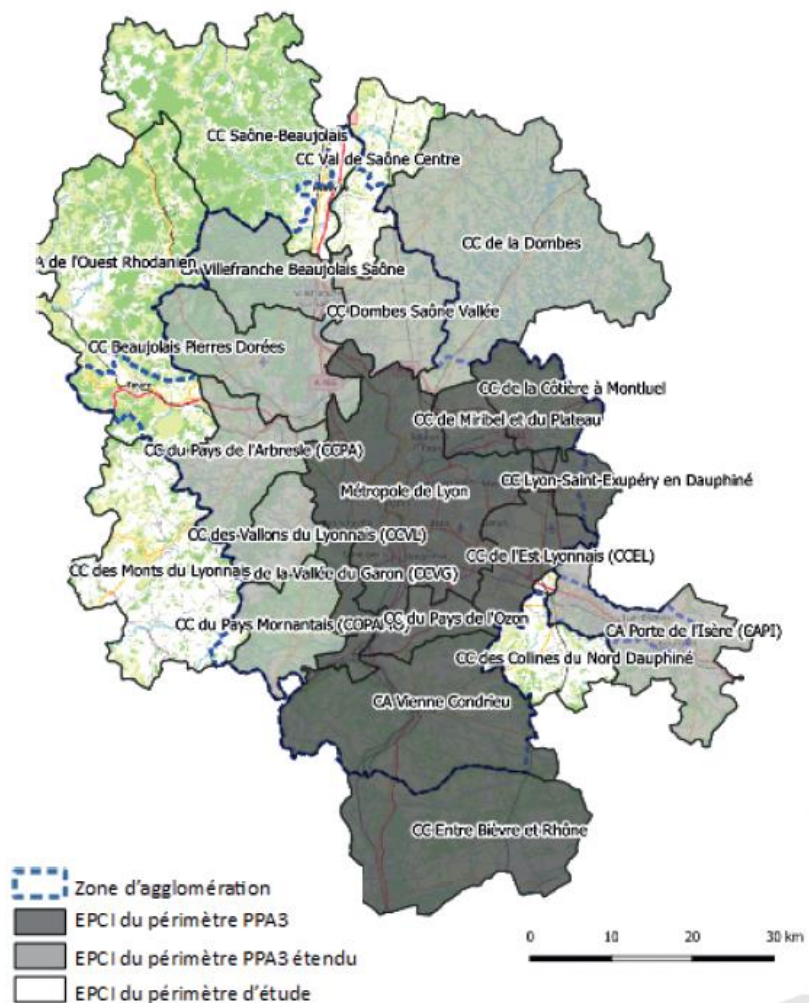 CC Saône-Beaujolais
CC Val de Saône Centre
CC de la Dombes
A de l'Ouest Rhodanien
CA Villefranche Beaujolais Saône
CC Dombes Saône Vallée
CC Beaujolais Pierres Dorées
CC de la Côtière à Montluel
CC de Miribel et du Plateau
CC du Pays de l'Arbresle (CCPA)
CC Lyon-Saint-Exupéry en Dauphiné
Métropole de Lyon
CC des Vallons du Lyonnais (CCVL)
CC de l'Est Lyonnais (CCEL)
CC des Monts du Lyonnais
de la Vallée du Garon (CCVG)
CC du Pays Mornantais
CC du Pays de l'Ozon
CA Porte de l'Isère (CAPI)
CC des Collines du Nord Dauphiné
CA Vienne Condrieu
CC Entre Bièvre et Rhône
Zone d'agglomération
EPCI du périmètre PPA3
EPCI du périmètre PPA3 étendu
EPCI du périmètre d'étude
0 10 20 30 km